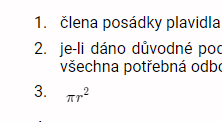 1. člena posádky plavidla
2. je-li dáno důvodné
všechna potřebná
3. πr²